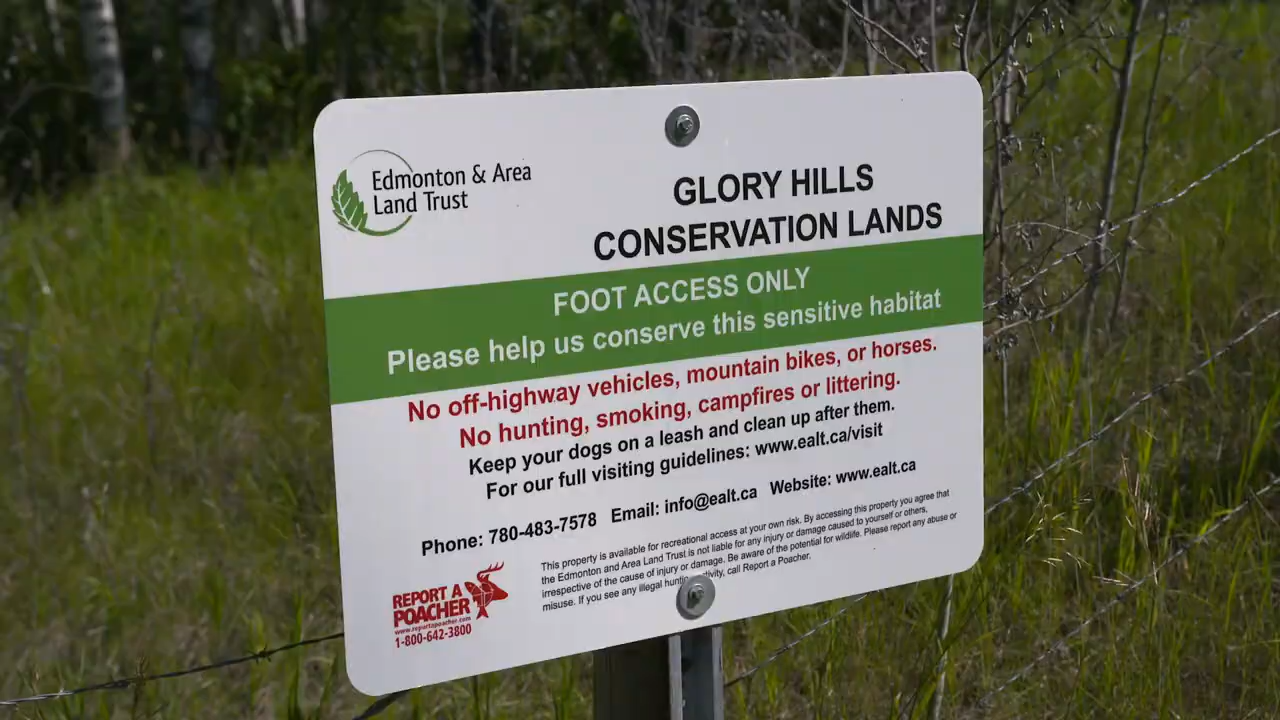 Edmonton & Area
Land Trust
GLORY HILLS
CONSERVATION LANDS
FOOT ACCESS ONLY
Please help us conserve this sensitive habitat
No off-highway vehicles, mountain bikes, or horses.
No hunting, smoking, campfires or littering.
Keep your dogs on a leash and clean up after them.
For our full visiting guidelines: www.ealt.ca/visit
Phone: 780-483-7578 Email: info@ealt.ca Website: www.ealt.ca
REPORT A
POACHER
www.reportapoacher.com
1-800-642-3800
This property is available for recreational access at your own risk. By accessing this property you agree that
the Edmonton and Area Land Trust is not liable for any injury or damage caused to yourself or others,
irrespective of the cause of injury or damage. Be aware of the potential for wildlife. Please report any abuse or
misuse. If you see any illegal call Report a Poacher.